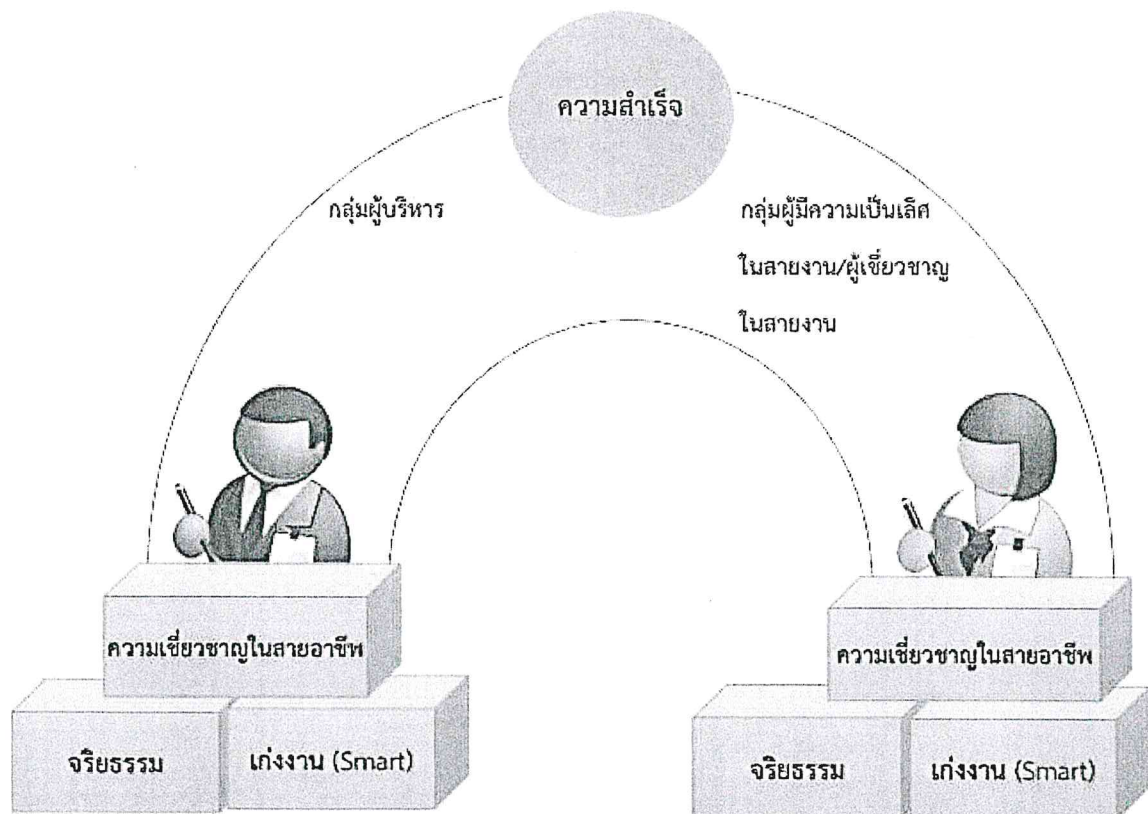 ความสำเร็จ
กลุ่มผู้บริหาร
กลุ่มผู้มีความเป็นเลิศ
ในสายงาน/ผู้เชี่ยวชาญ
ในสายงาน
ความเชี่ยวชาญในสายอาชีพ
จริยธรรม
เก่งงาน (Smart)
ความเชี่ยวชาญในสายอาชีพ
จริยธรรม
เก่งงาน (Smart)